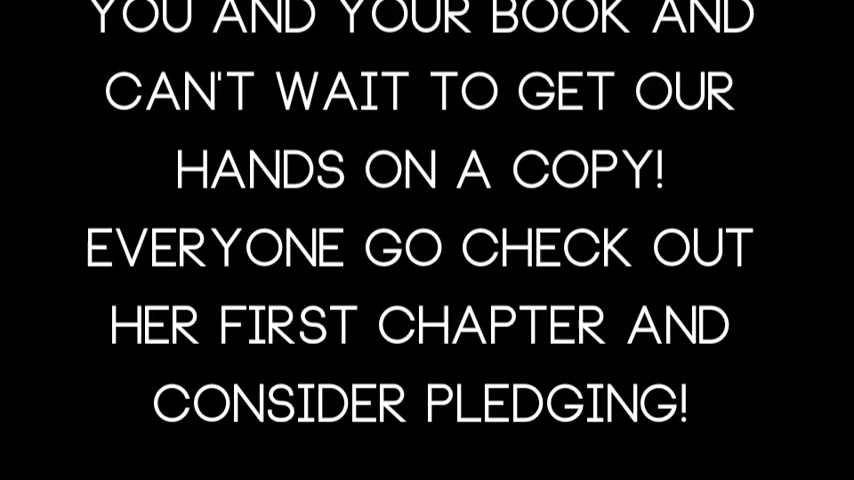 YOU AND YOUR BOOK AND
CAN'T WAIT TO GET OUR
HANDS ON A COPY!
EVERYONE GO CHECK OUT
HER FIRST CHAPTER AND
CONSIDER PLEDGING!